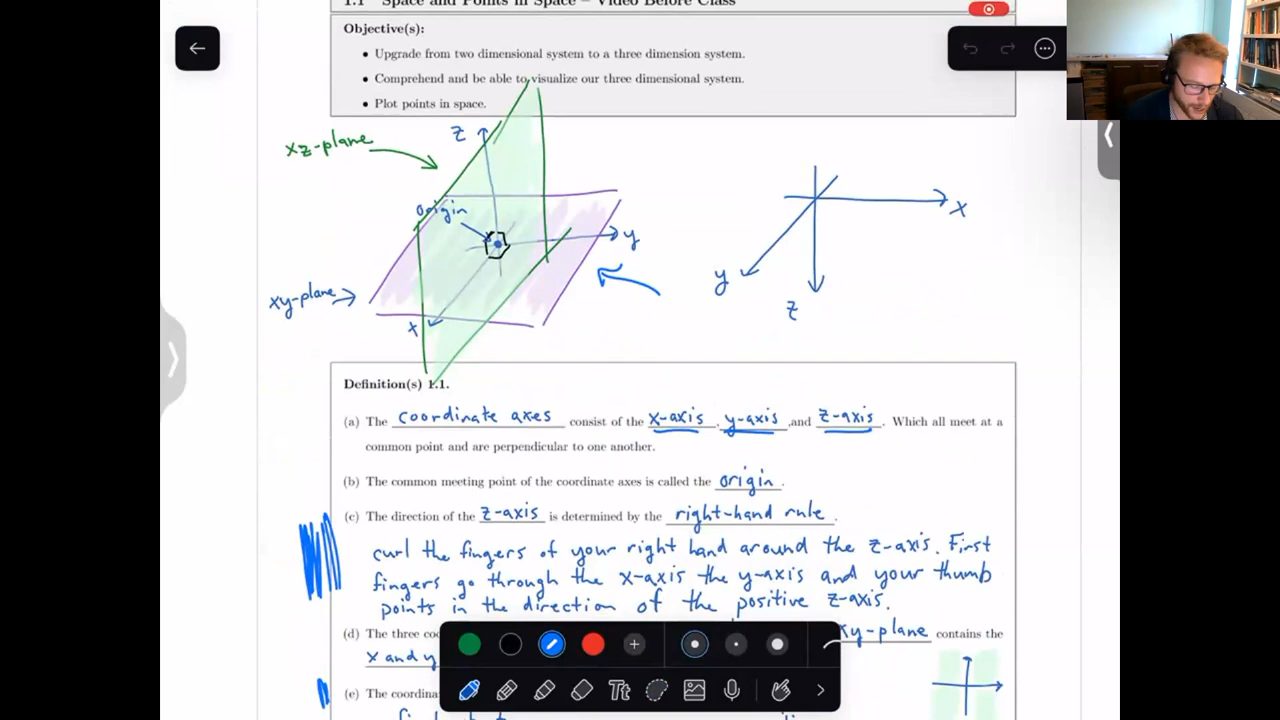 1.1 Space and Points in Space – Video Before Class
Objective(s):
• Upgrade from two dimensional system to a three dimension system.
• Comprehend and be able to visualize our three dimensional system.
• Plot points in space.
xz-plane
z
origin
y
xy-plane
x
x
y
z
Definition(s) 1.1.
(a) The coordinate axes consist of the x-axis, y-axis ,and z-axis. Which all meet at a
common point and are perpendicular to one another.
(b) The common meeting point of the coordinate axes is called the origin.
(c) The direction of the z-axis is determined by the right-hand rule.
curl the fingers of your right hand around the z-axis. First
fingers go through the x-axis the y-axis and your thumb
points in the direction of the positive z-axis.
(d) The three xy-plane contains the
x and y
(e) The
Tt